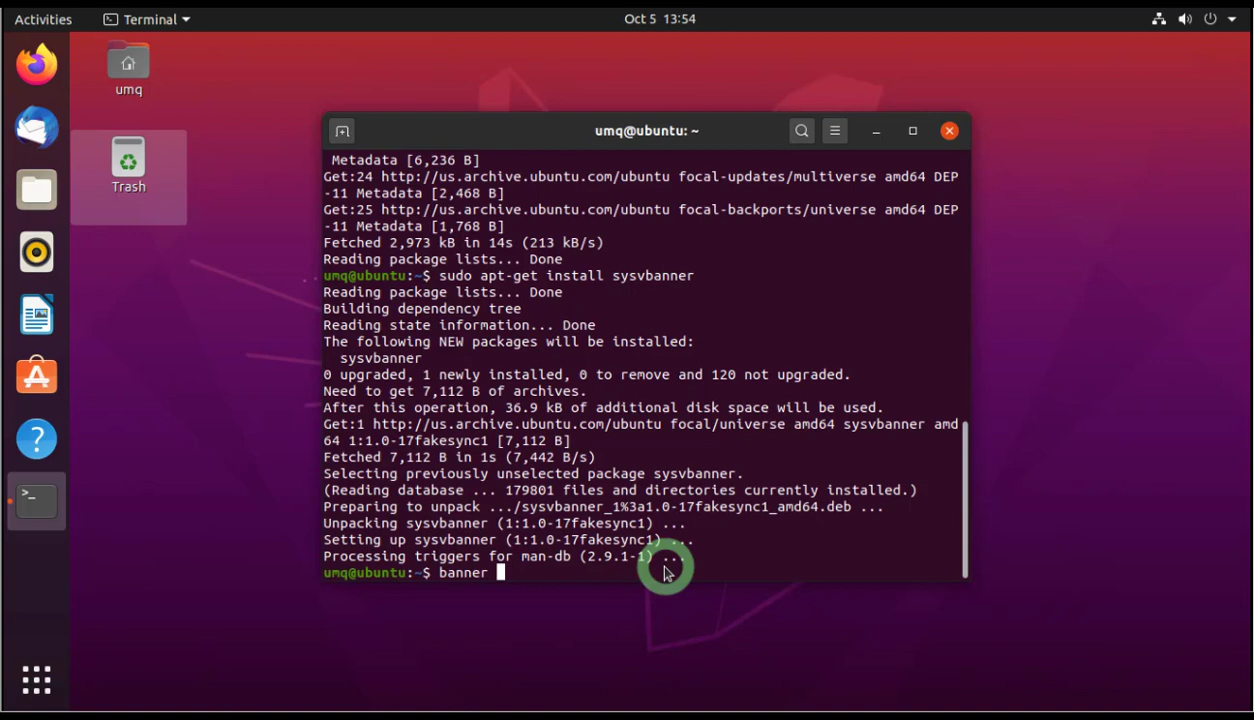 Activities
Terminal
Oct 5 13:54
umq
Trash
umq@ubuntu: ~
Metadata [6,236 B]
Get:24 http://us.archive.ubuntu.com/ubuntu focal-updates/multiverse amd64 DEP
-11 Metadata [2,468 B]
Get:25 http://us.archive.ubuntu.com/ubuntu focal-backports/universe amd64 DEP
-11 Metadata [1,768 B]
Fetched 2,973 kB in 14s (213 kB/s)
Reading package lists... Done
umq@ubuntu:~$ sudo apt-get install sysvbanner
Reading package lists... Done
Building dependency tree
Reading state information... Done
The following NEW packages will be installed:
sysvbanner
0 upgraded, 1 newly installed, 0 to remove and 120 not upgraded.
Need to get 7,112 B of archives.
After this operation, 36.9 kB of additional disk space will be used.
Get:1 http://us.archive.ubuntu.com/ubuntu focal/universe amd64 sysvbanner amd
64 1:1.0-17fakesync1 [7,112 B]
Fetched 7,112 B in 1s (7,442 B/s)
Selecting previously unselected package sysvbanner.
(Reading database ... 179801 files and directories currently installed.)
Preparing to unpack .../sysvbanner_1%3a1.0-17fakesync1_amd64.deb ...
Unpacking sysvbanner (1:1.0-17fakesync1) ...
Setting up sysvbanner (1:1.0-17fakesync1) ...
Processing triggers for man-db (2.9.1-1) ...
umq@ubuntu:~$ banner